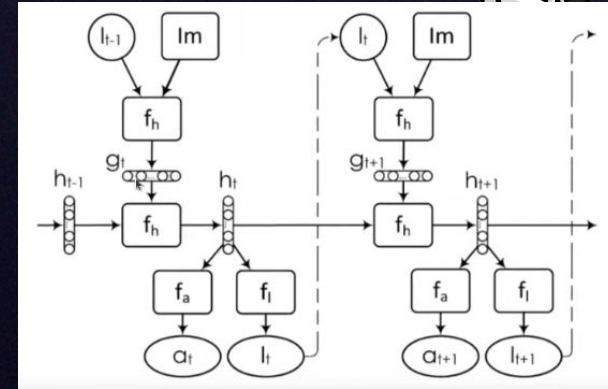 lt-1 Im lt Im
fh fh
gt gt+1
ht-1 ht ht+1
fh fh
fa fl fa fl
at lt at+1 lt+1